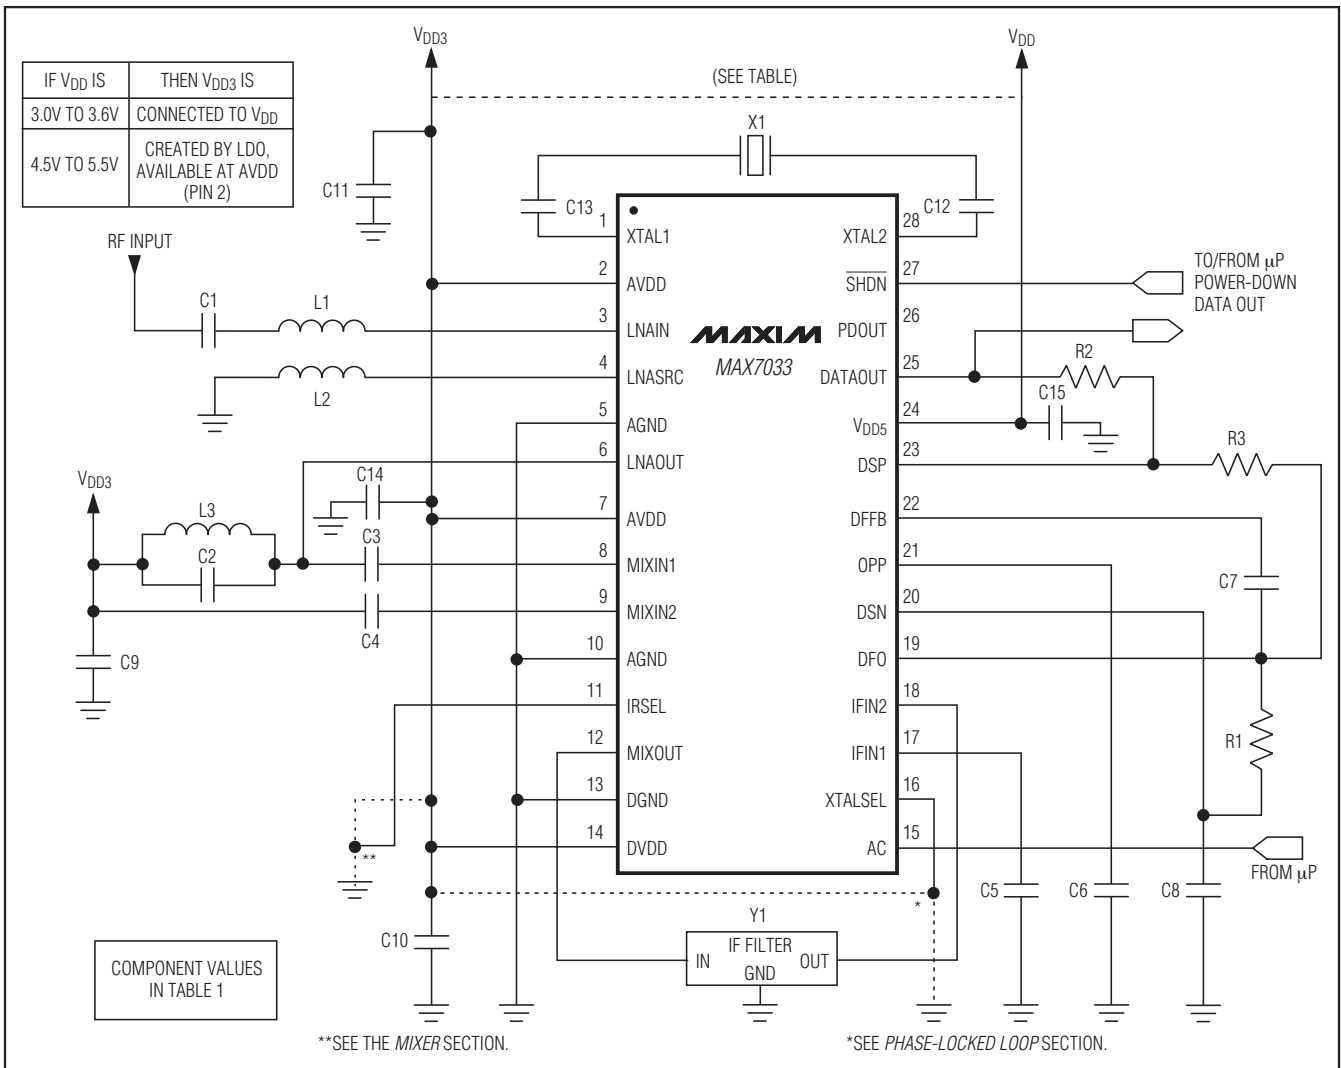 V_DD3
V_DD
IF V_DD IS
THEN V_DD3 IS
3.0V TO 3.6V
CONNECTED TO V_DD
4.5V TO 5.5V
CREATED BY LDO,
AVAILABLE AT AVDD
(PIN 2)
(SEE TABLE)
X1
C11
C13
C12
RF INPUT
C1
L1
L2
1
XTAL1
2
AVDD
3
LNAIN
4
LNASRC
5
AGND
6
LNAOUT
7
AVDD
8
MIXIN1
9
MIXIN2
10
AGND
11
IRSEL
12
MIXOUT
13
DGND
14
DVDD
MAXIM
MAX7033
28
XTAL2
27
SHDN
26
PDOUT
25
DATAOUT
24
V_DD5
23
DSP
22
DFFB
21
OPP
20
DSN
19
DFO
18
IFIN2
17
IFIN1
16
XTALSEL
15
AC
TO/FROM µP
POWER-DOWN
DATA OUT
R2
C15
R3
C7
R1
FROM µP
V_DD3
L3
C2
C14
C3
C4
C9
**
*
C5
C6
C8
C10
Y1
IF FILTER
IN
OUT
GND
COMPONENT VALUES
IN TABLE 1
**SEE THE MIXER SECTION.
*SEE PHASE-LOCKED LOOP SECTION.